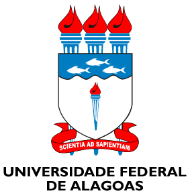 SCIENTIA AD SAPIENTIAM
UNIVERSIDADE FEDERAL
DE ALAGOAS